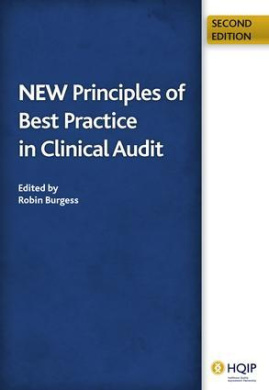 SECOND
EDITION
NEW Principles of
Best Practice
in Clinical Audit
Edited by
Robin Burgess
HQIP